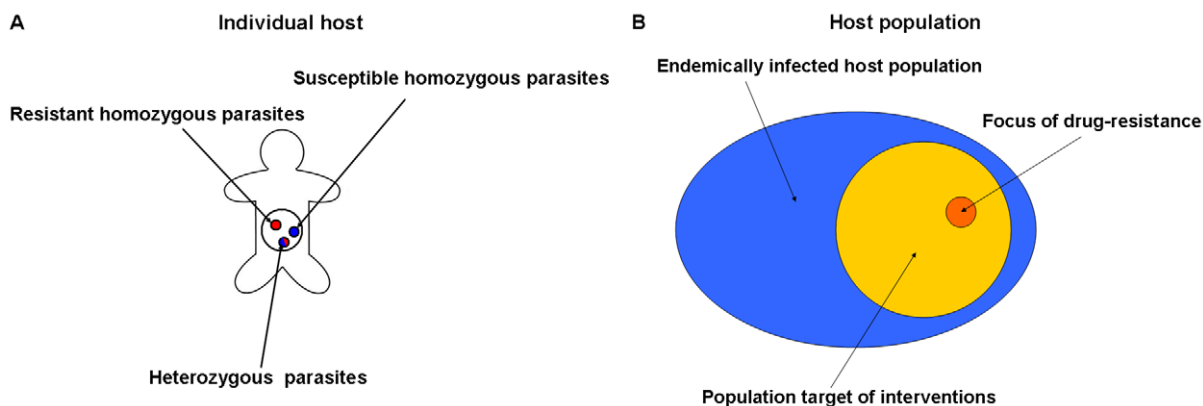 A
Individual host
Susceptible homozygous parasites
Resistant homozygous parasites
Heterozygous parasites
B
Host population
Endemically infected host population
Focus of drug-resistance
Population target of interventions